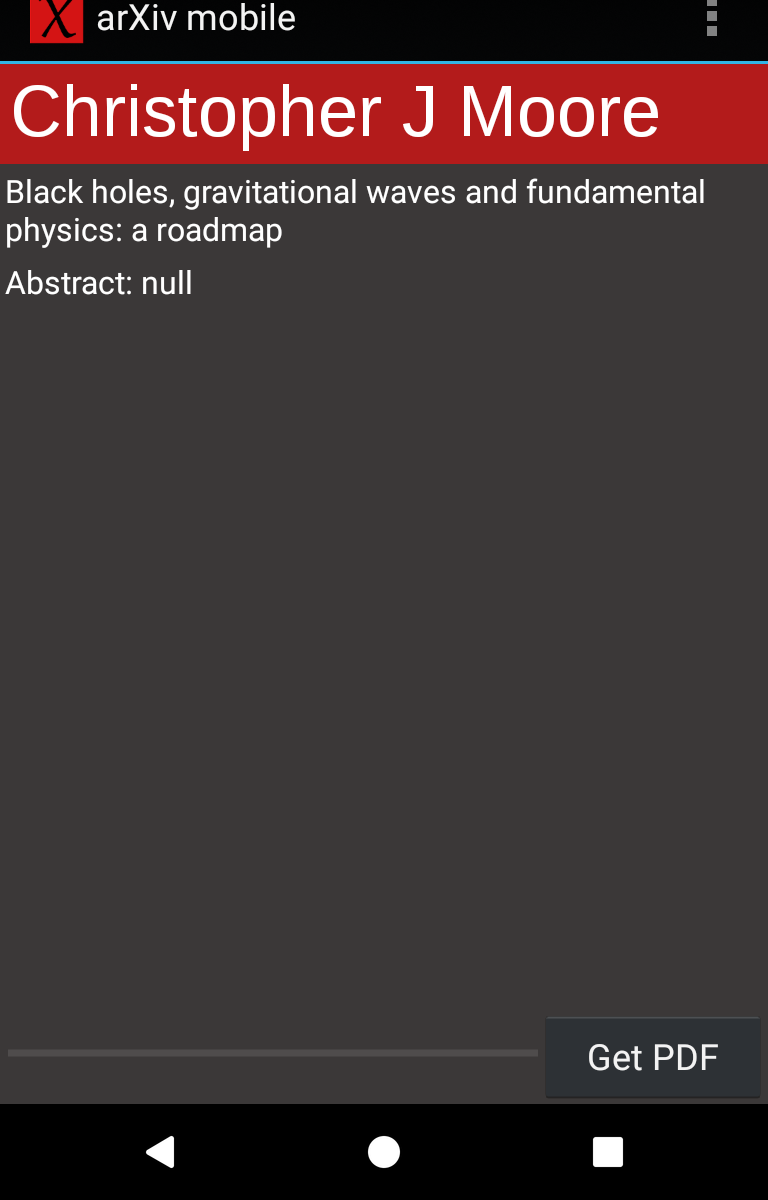 arXiv mobile
Christopher J Moore
Black holes, gravitational waves and fundamental
physics: a roadmap
Abstract: null
Get PDF